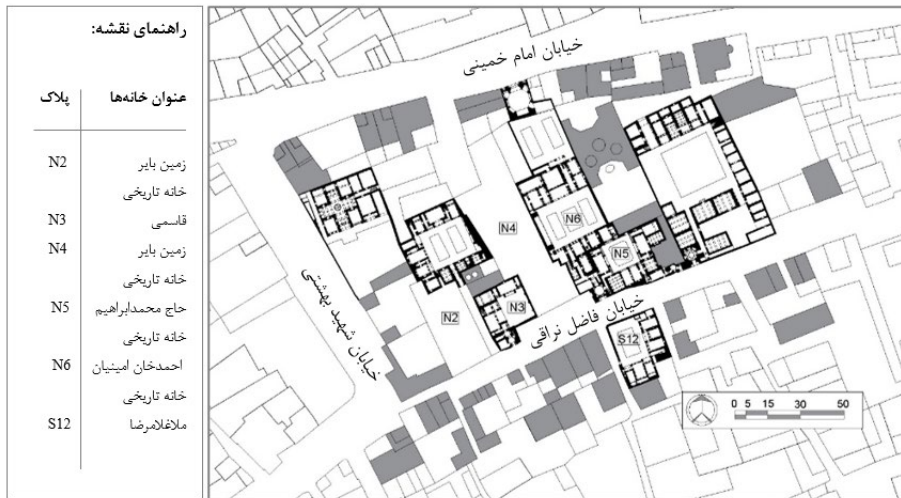 راهنمای نقشه:
عنوان خانه‌ها پلاک
زمین بایر N2
خانه تاریخی
قاسمی N3
زمین بایر N4
خانه تاریخی
حاج محمدابراهیم N5
خانه تاریخی
احمدخان امینیان N6
خانه تاریخی
ملاغلامرضا S12
خیابان امام خمینی
N4
N6
N5
خیابان شهید بهشتی
N2
N3
خیابان فاضل نراقی
S12
0 5 15 30 50